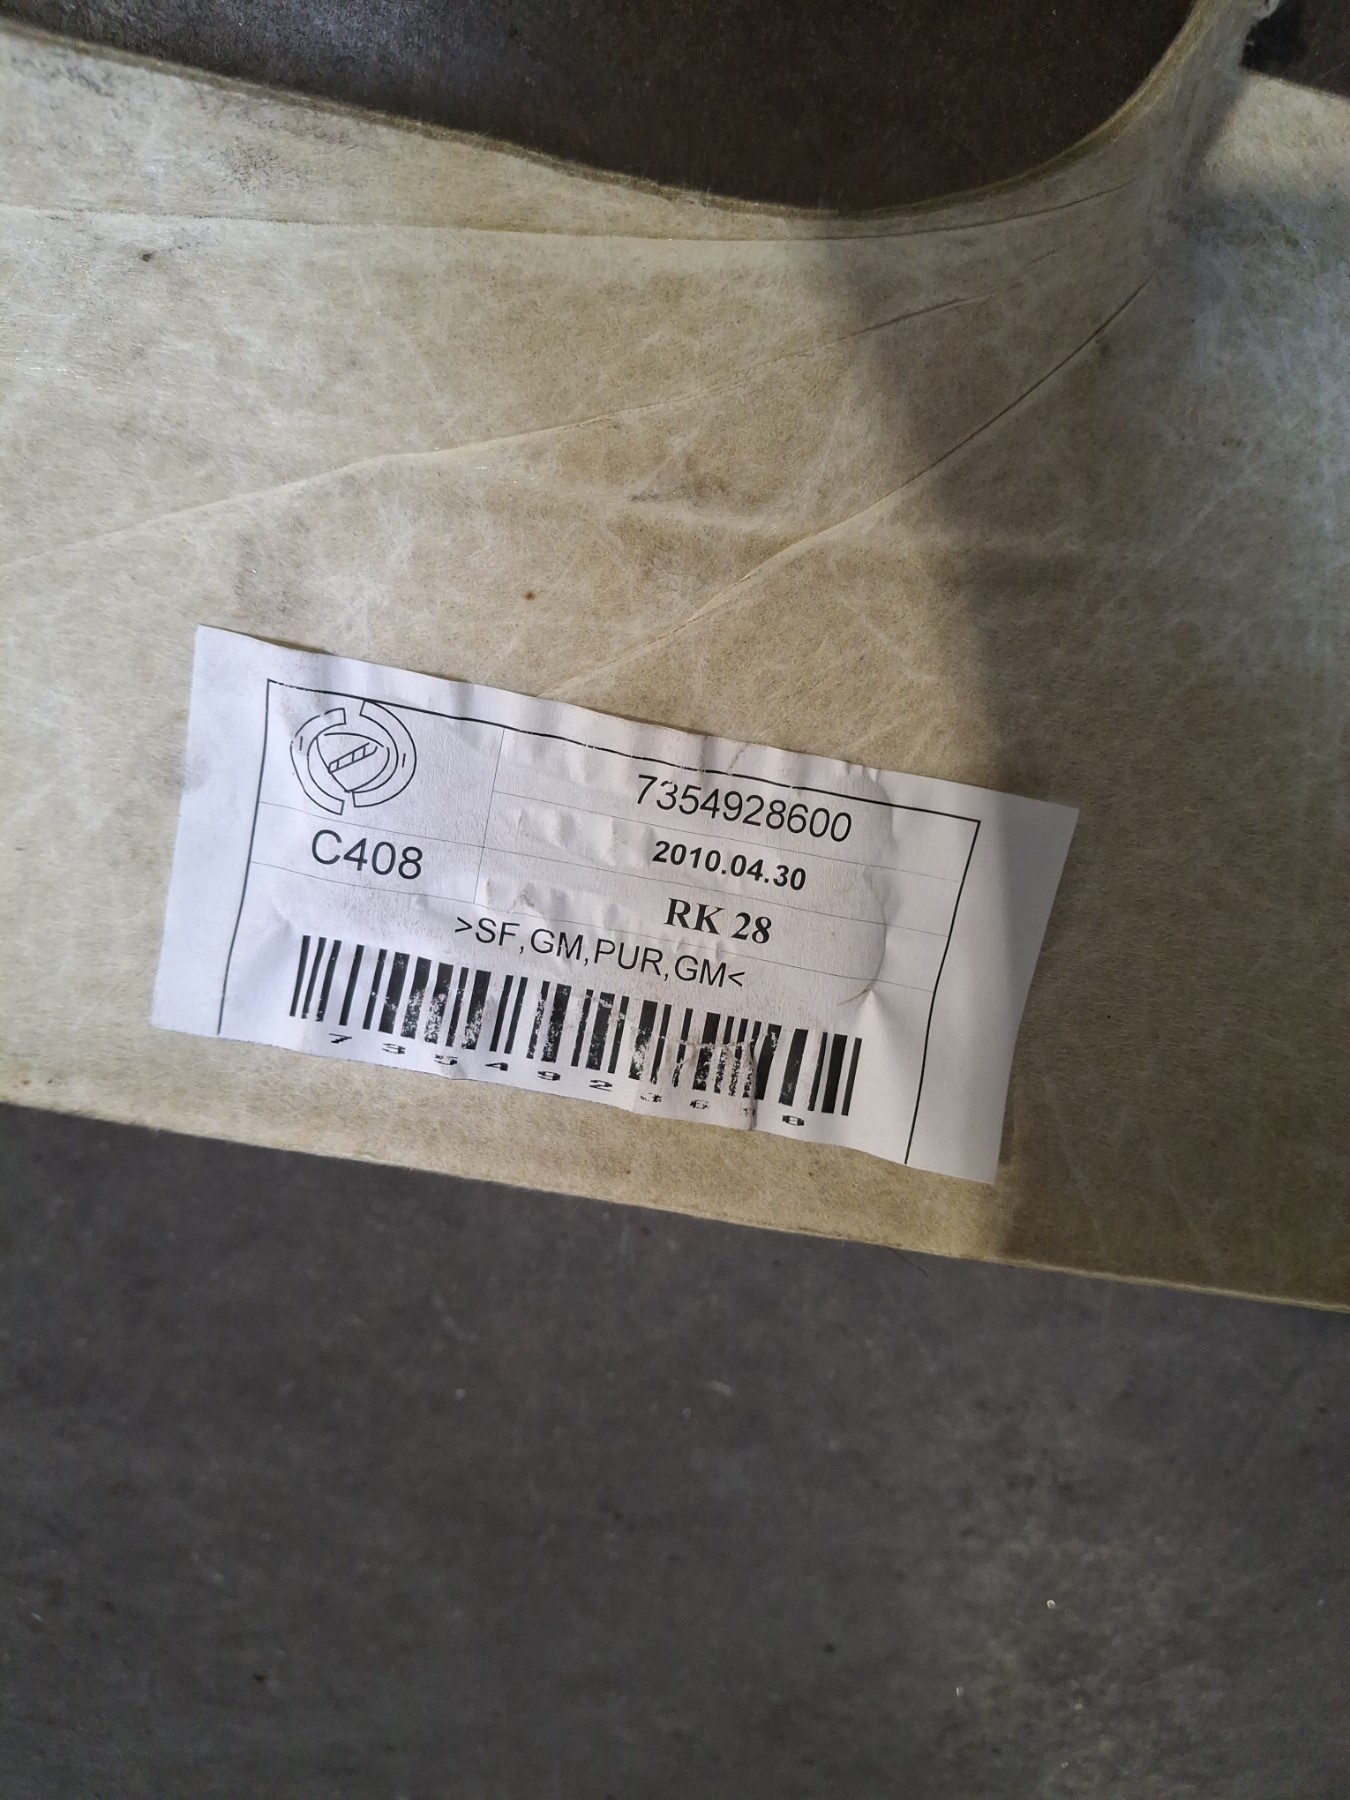 7354928600
2010.04.30
C408
RK 28
>SF,GM,PUR,GM<